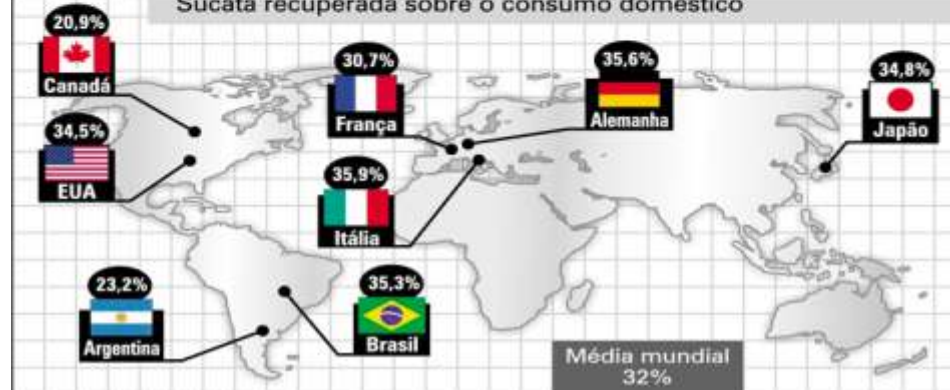 Sucata recuperada sobre o consumo doméstico
20,9%
Canadá
34,5%
EUA
30,7%
França
35,6%
Alemanha
34,8%
Japão
35,9%
Itália
23,2%
Argentina
35,3%
Brasil
Média mundial
32%